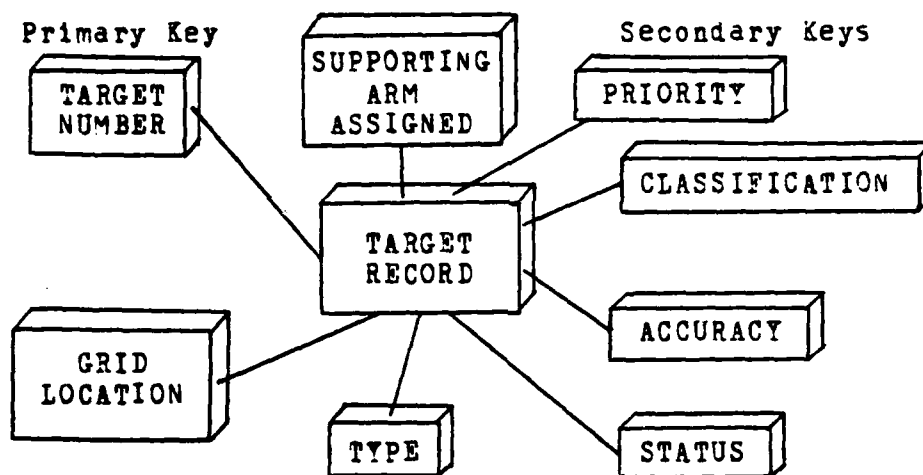 Primary Key
Secondary Keys
TARGET
NUMBER
SUPPORTING
ARM
ASSIGNED
PRIORITY
CLASSIFICATION
TARGET
RECORD
ACCURACY
GRID
LOCATION
TYPE
STATUS